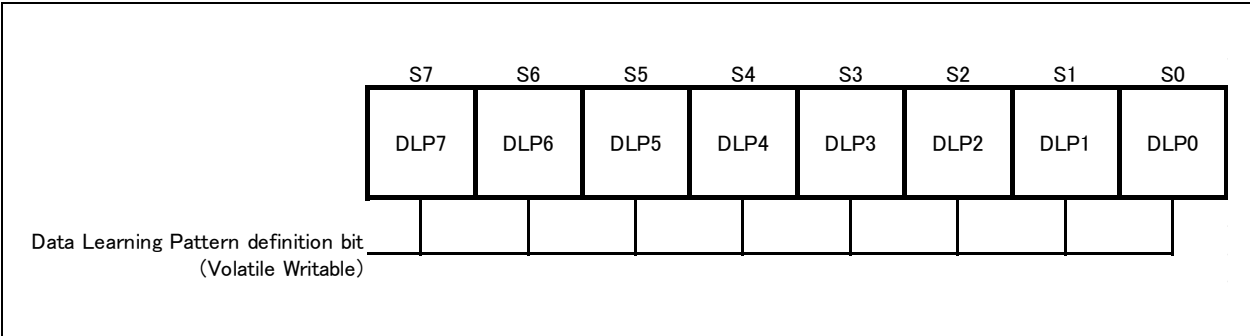 S7 S6 S5 S4 S3 S2 S1 S0
DLP7 DLP6 DLP5 DLP4 DLP3 DLP2 DLP1 DLP0
Data Learning Pattern definition bit
(Volatile Writable)